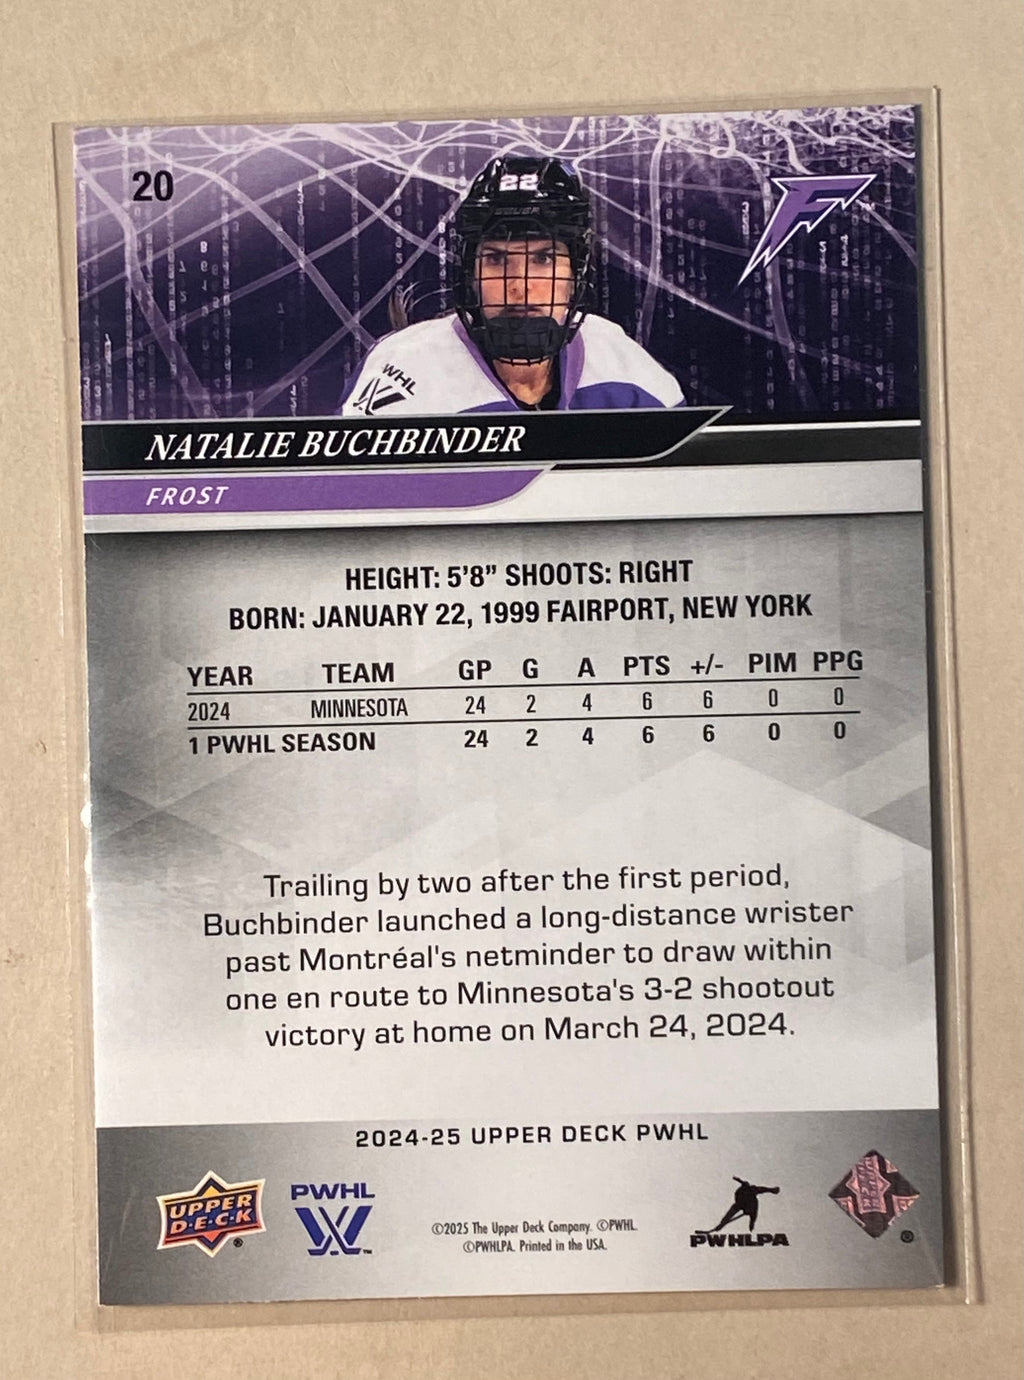 20
22
BAUER
F
PWHL
NATALIE BUCHBINDER
FROST
HEIGHT: 5'8” SHOOTS: RIGHT
BORN: JANUARY 22, 1999 FAIRPORT, NEW YORK
YEAR TEAM GP G A PTS +/- PIM PPG
2024 MINNESOTA 24 2 4 6 6 0 0
1 PWHL SEASON 24 2 4 6 6 0 0
Trailing by two after the first period,
Buchbinder launched a long-distance wrister
past Montréal's netminder to draw within
one en route to Minnesota's 3-2 shootout
victory at home on March 24, 2024.
2024-25 UPPER DECK PWHL
UPPER
D•E•C•K
®
PWHL
™
©2025 The Upper Deck Company. ©PWHL.
©PWHLPA. Printed in the USA.
PWHLPA
®